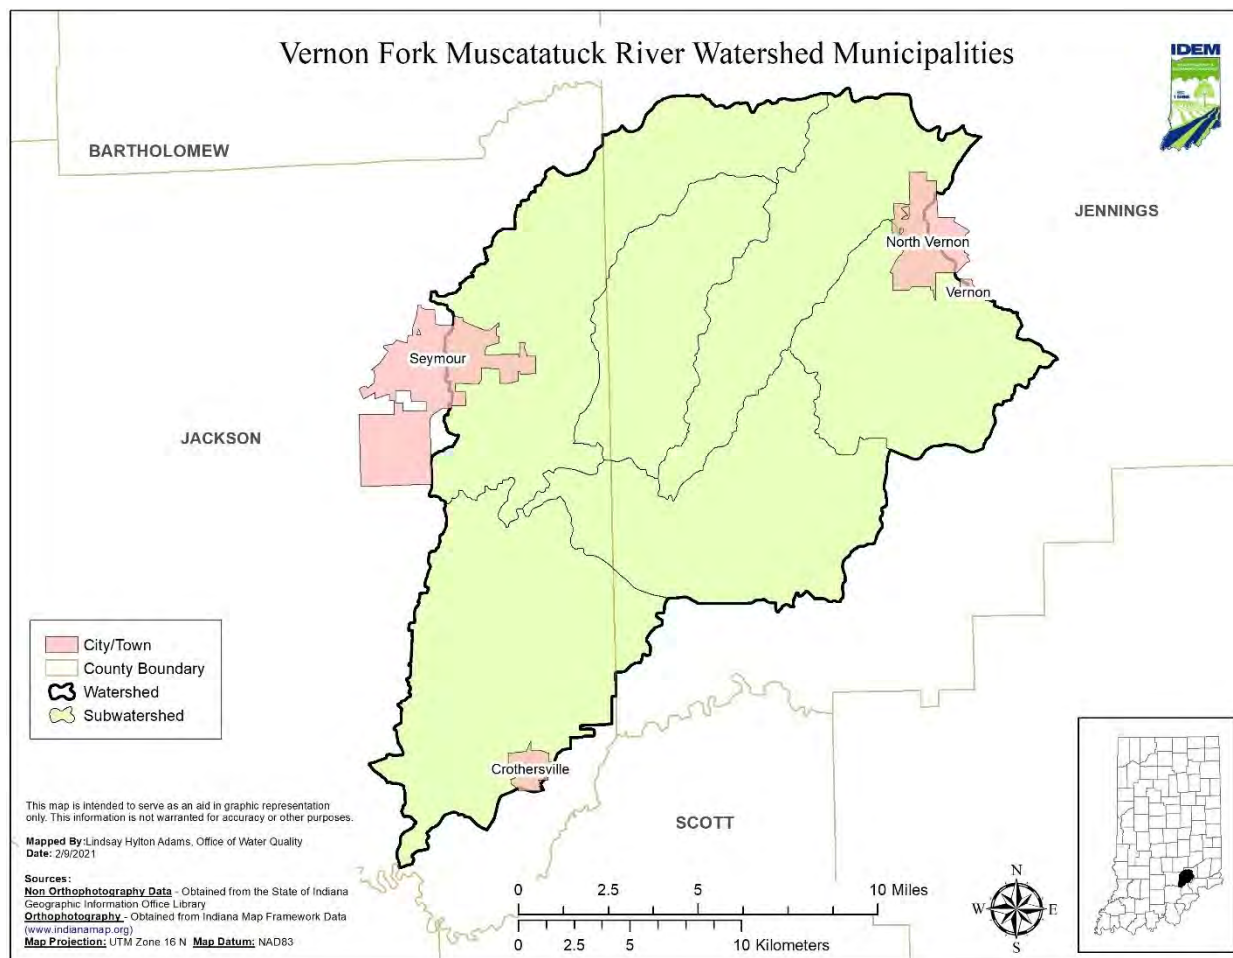 Vernon Fork Muscatatuck River Watershed Municipalities
IDEM
BARTHOLOMEW
JENNINGS
North Vernon
Vernon
Seymour
JACKSON
City/Town
County Boundary
Watershed
Subwatershed
Crothersville
SCOTT
This map is intended to serve as an aid in graphic representation
only. This information is not warranted for accuracy or other purposes.
Mapped By:Lindsay Hylton Adams, Office of Water Quality
Date: 2/9/2021
Sources:
Non Orthophotography Data - Obtained from the State of Indiana
Geographic Information Office Library
Orthophotography - Obtained from Indiana Map Framework Data
(www.indianamap.org)
Map Projection: UTM Zone 16 N Map Datum: NAD83
0 2.5 5 10 Miles
0 2.5 5 10 Kilometers
N
W E
S